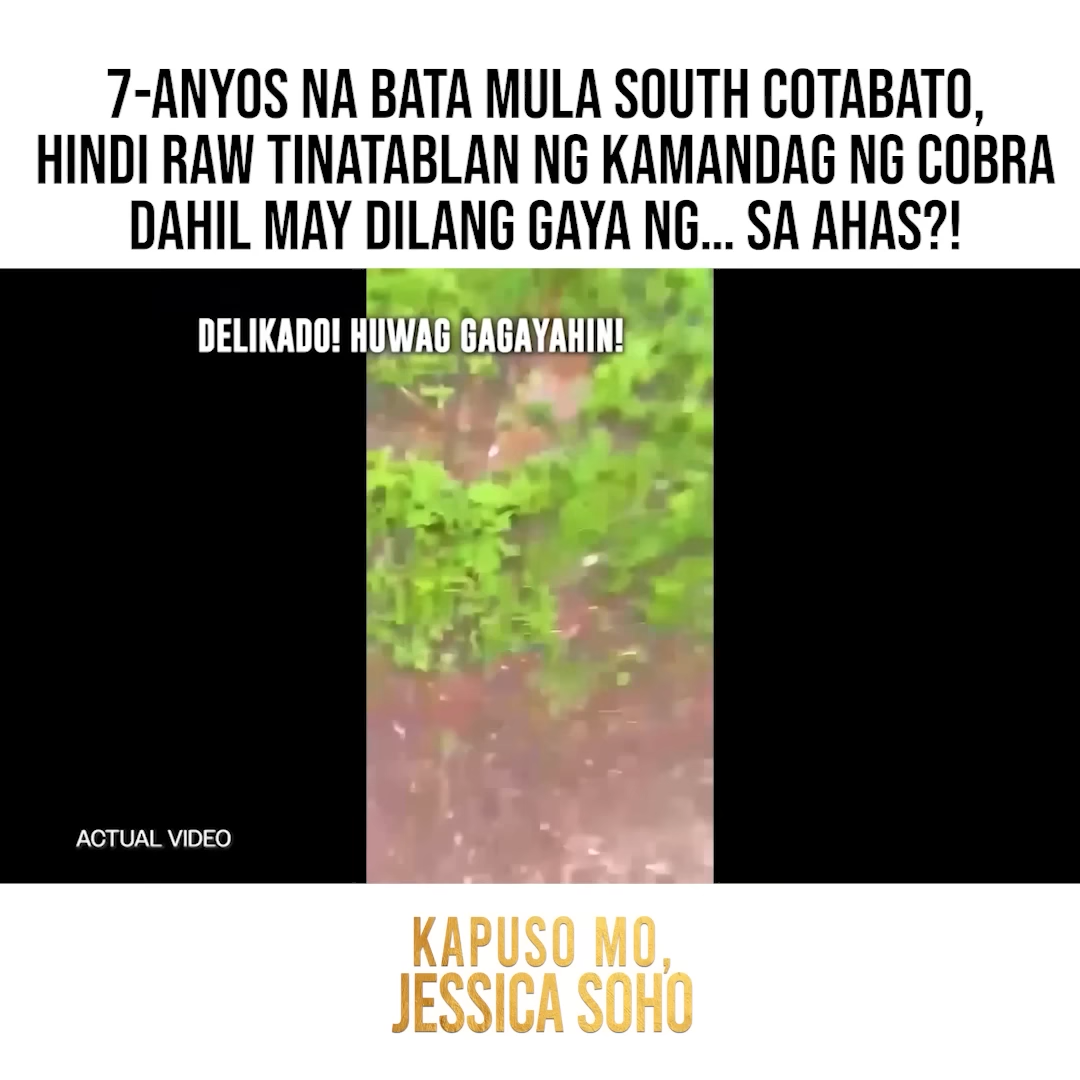 7-ANYOS NA BATA MULA SOUTH COTABATO,
HINDI RAW TINATABLAN NG KAMANDAG NG COBRA
DAHIL MAY DILANG GAYA NG... SA AHAS?!
DELIKADO! HUWAG GAGAYAHIN!
ACTUAL VIDEO
KAPUSO MO,
JESSICA SOHO